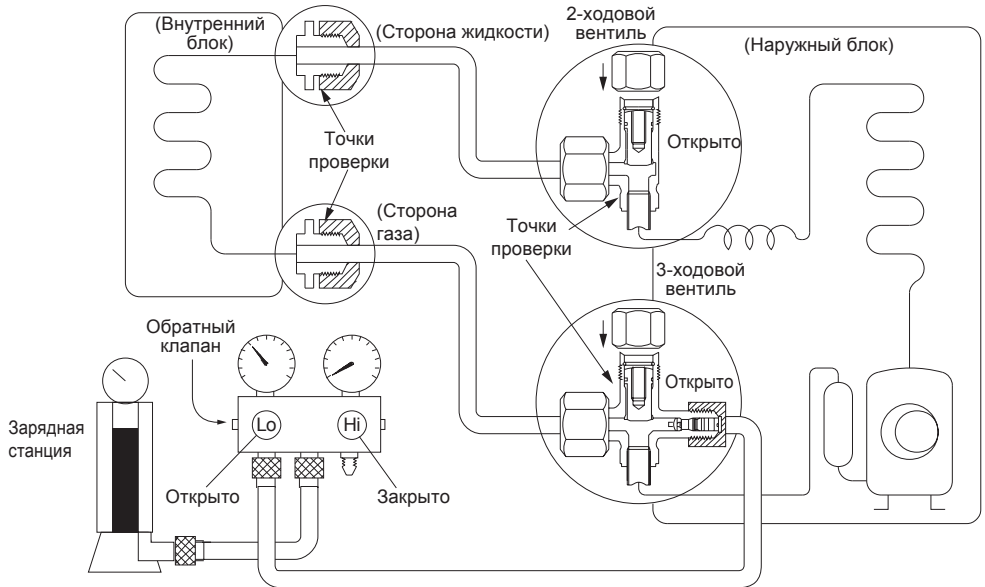 (Внутренний
блок)
(Сторона жидкости)
2-ходовой
вентиль
(Наружный блок)
Открыто
Точки
проверки
(Сторона
газа)
Точки
проверки
3-ходовой
вентиль
Обратный
клапан
Открыто
Зарядная
станция
Lo
Hi
Открыто
Закрыто